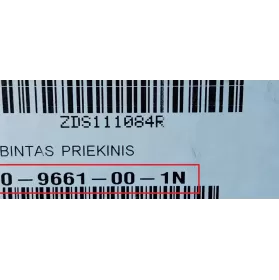 ZDS111084R
BINTAS PRIEKINIS
0-9661-00-1N